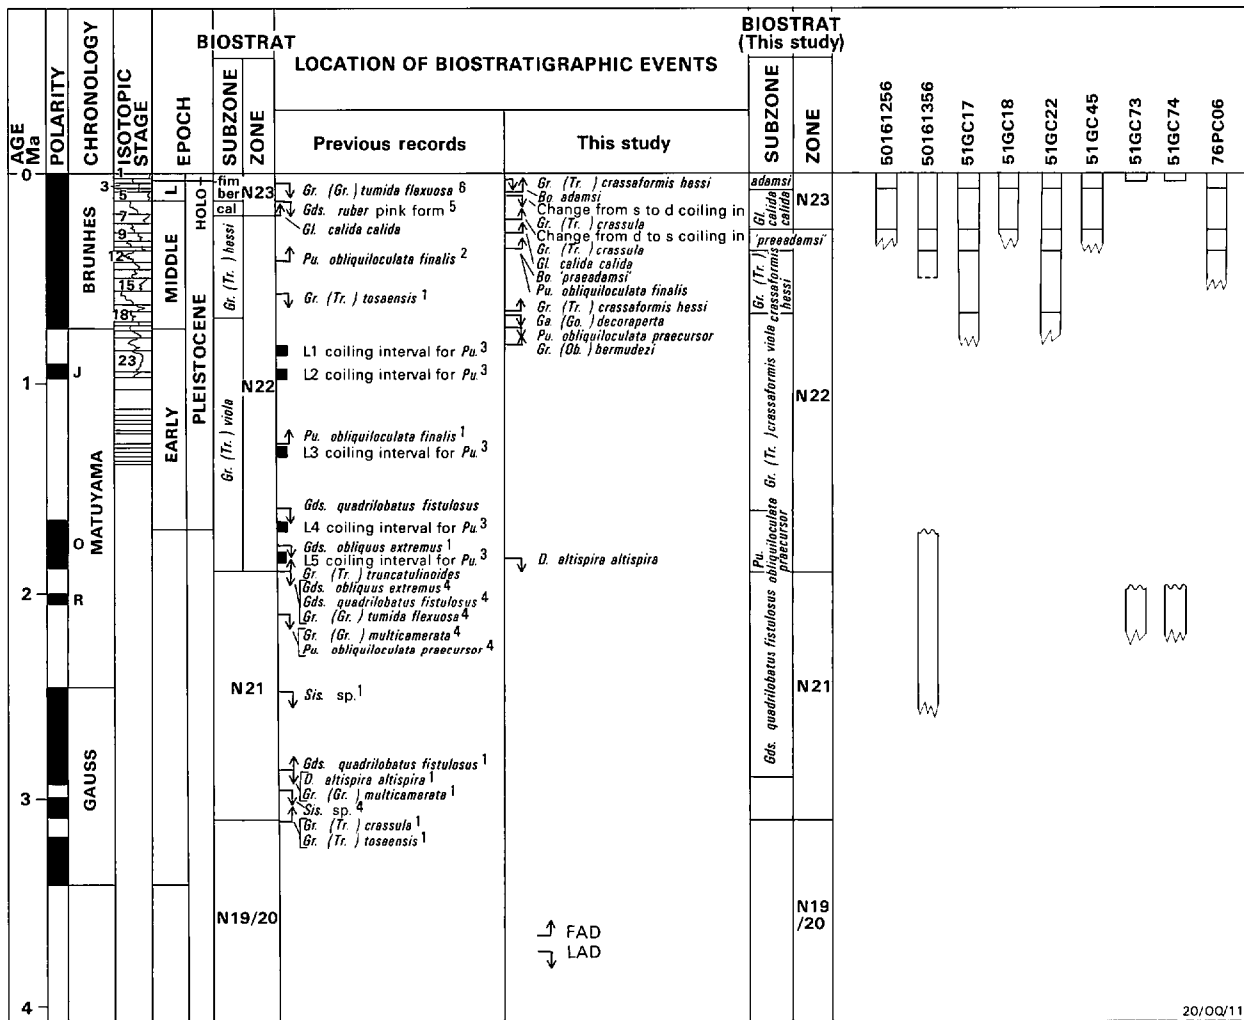 AGE Ma
POLARITY
CHRONOLOGY
ISOTOPIC STAGE
EPOCH
BIOSTRAT
SUBZONE
ZONE
LOCATION OF BIOSTRATIGRAPHIC EVENTS
Previous records
This study
BIOSTRAT
(This study)
SUBZONE
ZONE
50161256
50161356
51GC17
51GC18
51GC22
51GC45
51GC73
51GC74
76PC06
0
1
2
3
4
BRUNHES
MATUYAMA
GAUSS
J
O
R
1
3
5
7
9
12
15
18
23
L
MIDDLE
EARLY
HOLO
PLEISTOCENE
fim
ber
cal
Gr. (Tr.) hessi
Gr. (Tr.) viola
N23
N22
N21
N19/20
Gr. (Gr.) tumida flexuosa 6
Gds. ruber pink form 5
Gl. calida calida
Pu. obliquiloculata finalis 2
Gr. (Tr.) tosaensis 1
L1 coiling interval for Pu. 3
L2 coiling interval for Pu. 3
Pu. obliquiloculata finalis 1
L3 coiling interval for Pu. 3
Gds. quadrilobatus fistulosus
L4 coiling interval for Pu. 3
Gds. obliquus extremus 1
L5 coiling interval for Pu. 3
Gr. (Tr.) truncatulinoides
Gds. obliquus extremus 4
Gds. quadrilobatus fistulosus 4
Gr. (Gr.) tumida flexuosa 4
Gr. (Gr.) multicamerata 4
Pu. obliquiloculata praecursor 4
Sis. sp. 1
Gds. quadrilobatus fistulosus 1
D. altispira altispira 1
Gr. (Gr.) multicamerata 1
Sis. sp. 4
Gr. (Tr.) crassula 1
Gr. (Tr.) tosaensis 1
Gr. (Tr.) crassaformis hessi
Bo. adamsi
Change from s to d coiling in
Gr. (Tr.) crassula
Change from d to s coiling in
Gr. (Tr.) crassula
Gl. calida calida
Bo. 'praeadamsi'
Pu. obliquiloculata finalis
Gr. (Tr.) crassaformis hessi
Ga. (Go.) decoraperta
Pu. obliquiloculata praecursor
Gr. (Ob.) bermudezi
D. altispira altispira
FAD
LAD
adamsi
Gl. calida calida
'praeadamsi'
Gr. (Tr.) crassaformis hessi
Gr. (Tr.) crassaformis viola
Pu. obliquiloculata praecursor
Gds. quadrilobatus fistulosus
N23
N22
N21
N19
/20
20/OQ/11